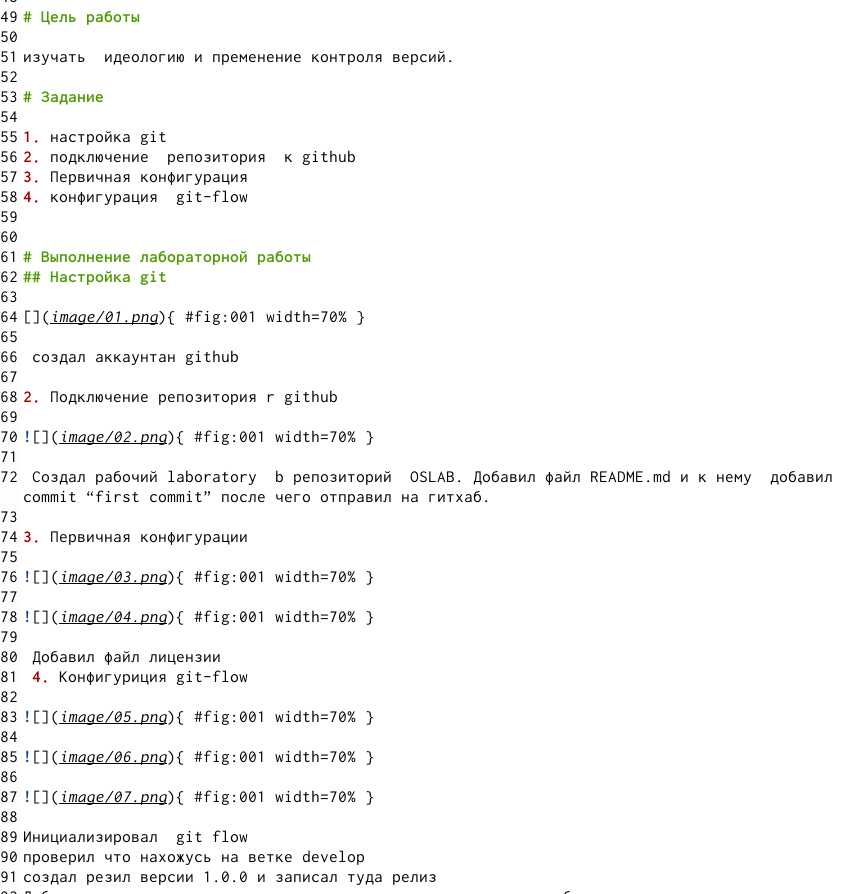 49 # Цель работы
50
51 изучать  идеологию и пременение контроля версий.
52
53 # Задание
54
55 1. настройка git
56 2. подключение  репозитория  к github
57 3. Первичная конфигурация
58 4. конфигурация  git-flow
59
60
61 # Выполнение лабораторной работы
62 ## Настройка git
63
64 [](image/01.png){ #fig:001 width=70% }
65
66  создал аккаунтан github
67
68 2. Подключение репозитория r github
69
70 ![](image/02.png){ #fig:001 width=70% }
71
72  Создал рабочий laboratory  b репозиторий  OSLAB. Добавил файл README.md и к нему  добавил
commit “first commit” после чего отправил на гитхаб.
73
74 3. Первичная конфигурации
75
76 ![](image/03.png){ #fig:001 width=70% }
77
78 ![](image/04.png){ #fig:001 width=70% }
79
80  Добавил файл лицензии
81  4. Конфигуриция git-flow
82
83 ![](image/05.png){ #fig:001 width=70% }
84
85 ![](image/06.png){ #fig:001 width=70% }
86
87 ![](image/07.png){ #fig:001 width=70% }
88
89 Инициализировал  git flow
90 проверил что нахожусь на ветке develop
91 создал резил версии 1.0.0 и записал туда релиз